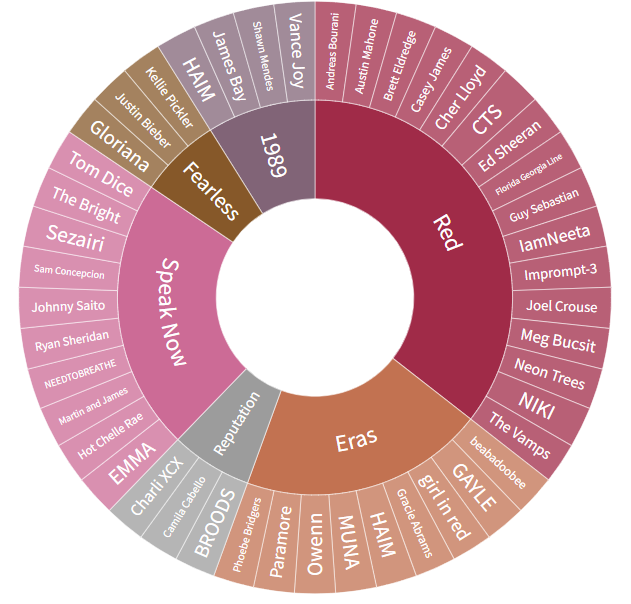 Red
Andreas Bourani
Austin Mahone
Brett Eldredge
Casey James
Cher Lloyd
CTS
Ed Sheeran
Florida Georgia Line
Guy Sebastian
IamNeeta
Imprompt-3
Joel Crouse
Meg Bucsit
Neon Trees
NIKI
The Vamps
Eras
beabadoobee
GAYLE
girl in red
Gracie Abrams
HAIM
MUNA
Owenn
Paramore
Phoebe Bridgers
Reputation
BROODS
Camila Cabello
Charli XCX
Speak Now
EMMA
Hot Chelle Rae
Martin and James
NEEDTOBREATHE
Ryan Sheridan
Johnny Saito
Sam Concepcion
Sezairi
The Bright
Tom Dice
Fearless
Gloriana
Justin Bieber
Kellie Pickler
1989
HAIM
James Bay
Shawn Mendes
Vance Joy